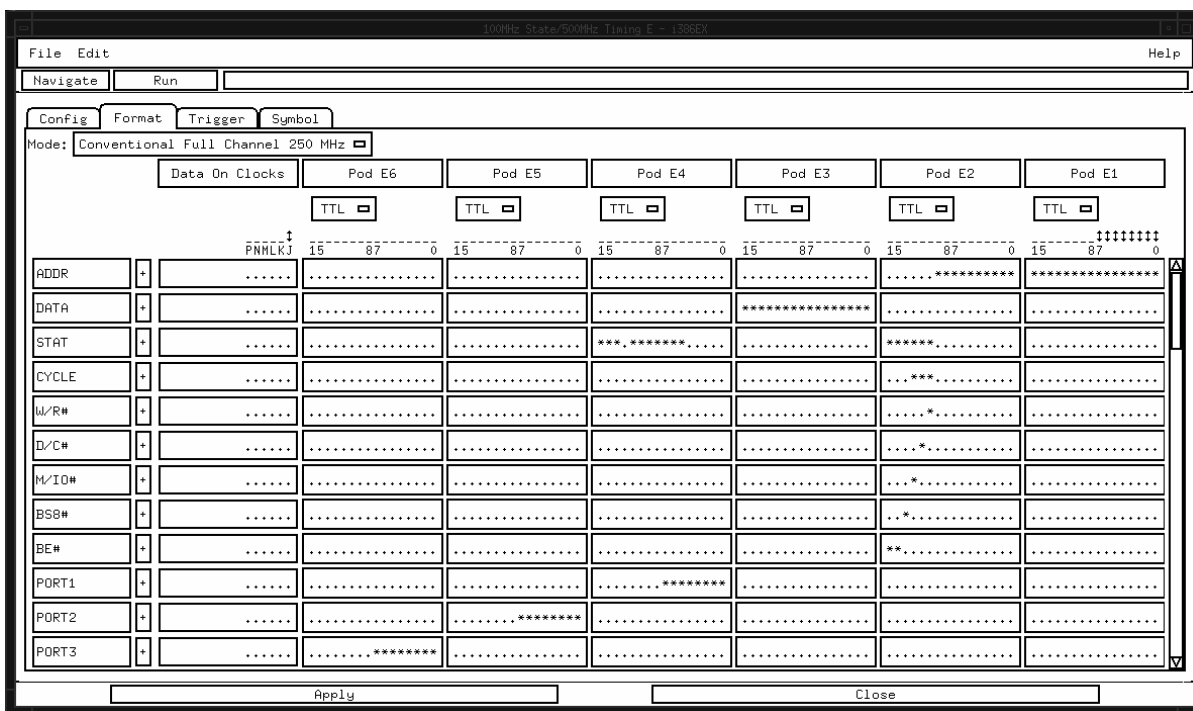 100MHz State/500MHz Timing E - i386EX
File Edit Help
Navigate Run
Config Format Trigger Symbol
Mode: Conventional Full Channel 250 MHz
Data On Clocks Pod E6 Pod E5 Pod E4 Pod E3 Pod E2 Pod E1
TTL TTL TTL TTL TTL TTL
PNMLKJ 15 87 0 15 87 0 15 87 0 15 87 0 15 87 0 15 87 0
ADDR + ...... ................ ................ ................ ................ ......********** ****************
DATA + ...... ................ ................ ................ **************** ................ ................
STAT + ...... ................ ................ ***.*******..... ................ ******.......... ................
CYCLE + ...... ................ ................ ................ ................ ...***.......... ................
W/R# + ...... ................ ................ ................ ................ .....*.......... ................
D/C# + ...... ................ ................ ................ ................ ....*........... ................
M/IO# + ...... ................ ................ ................ ................ ...*............ ................
BS8# + ...... ................ ................ ................ ................ ..*............. ................
BE# + ...... ................ ................ ................ ................ **.............. ................
PORT1 + ...... ................ ................ ........******** ................ ................ ................
PORT2 + ...... ................ ........******** ................ ................ ................ ................
PORT3 + ...... ........******** ................ ................ ................ ................ ................
Apply Close